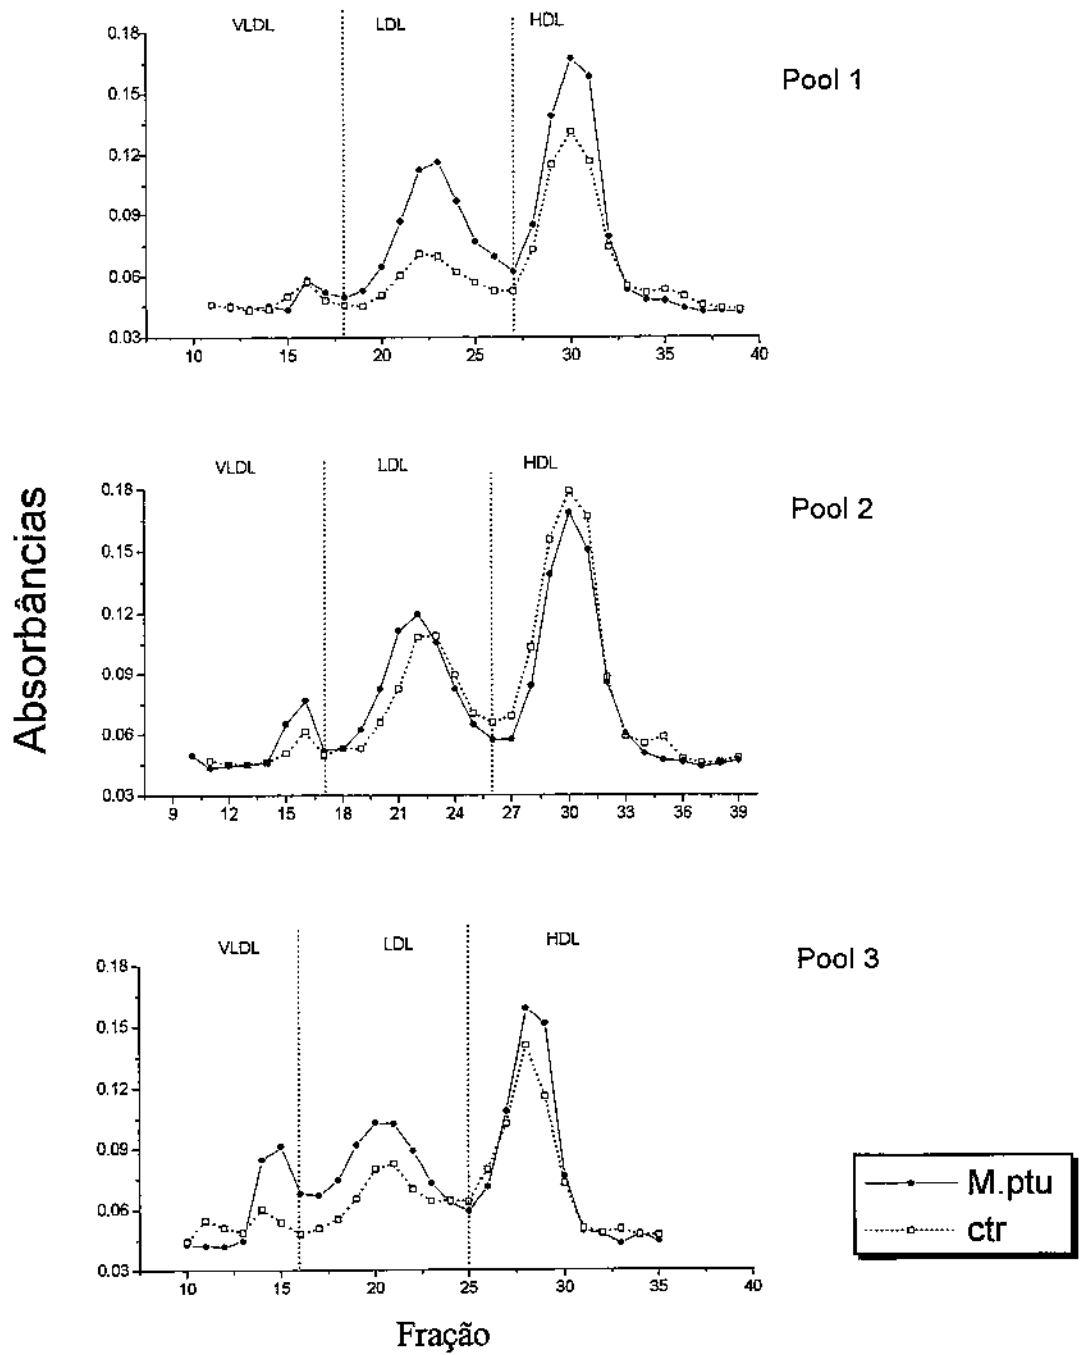 VLDL LDL HDL
0.18
0.15
0.12
0.09
0.06
0.03
10 15 20 25 30 35 40
Pool 1
Absorbâncias
VLDL LDL HDL
0.18
0.15
0.12
0.09
0.06
0.03
9 12 15 18 21 24 27 30 33 36 39
Pool 2
VLDL LDL HDL
0.18
0.15
0.12
0.09
0.06
0.03
10 15 20 25 30 35 40
Pool 3
M.ptu
ctr
Fração